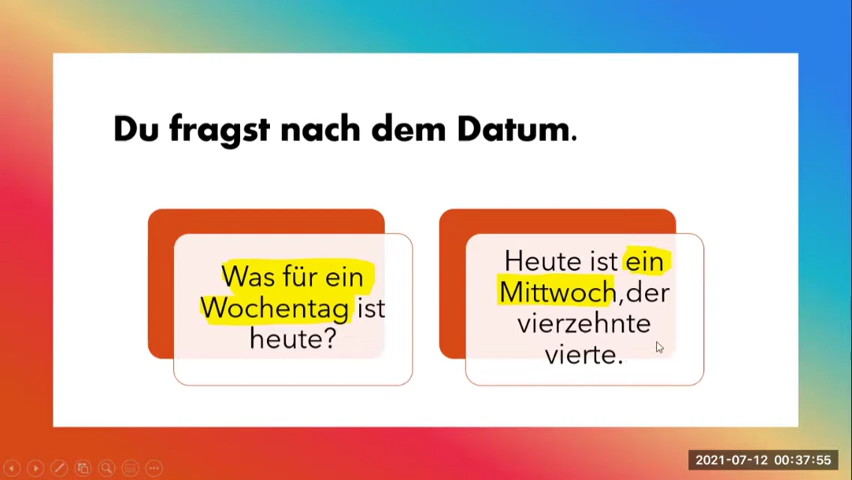 Du fragst nach dem Datum.
Was für ein
Wochentag ist
heute?
Heute ist ein
Mittwoch,der
vierzehnte
vierte.
2021-07-12 00:37:55